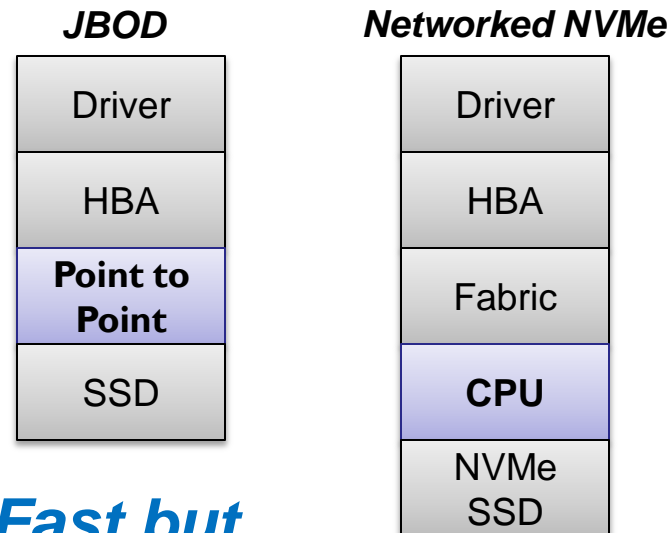 JBOD
Driver
HBA
Point to
Point
SSD
Fast but
Networked NVMe
Driver
HBA
Fabric
CPU
NVMe
SSD